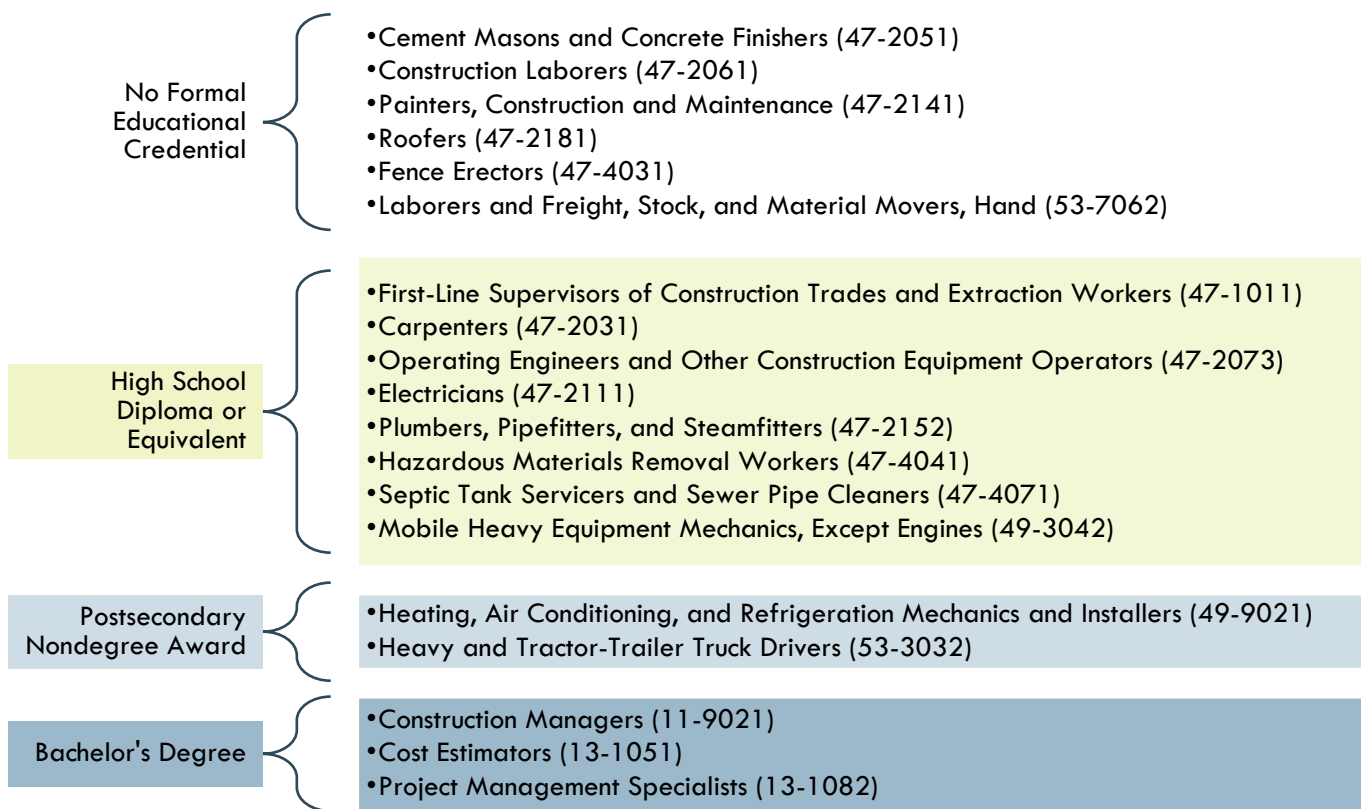 No Formal
Educational
Credential
•Cement Masons and Concrete Finishers (47-2051)
•Construction Laborers (47-2061)
•Painters, Construction and Maintenance (47-2141)
•Roofers (47-2181)
•Fence Erectors (47-4031)
•Laborers and Freight, Stock, and Material Movers, Hand (53-7062)
High School
Diploma or
Equivalent
•First-Line Supervisors of Construction Trades and Extraction Workers (47-1011)
•Carpenters (47-2031)
•Operating Engineers and Other Construction Equipment Operators (47-2073)
•Electricians (47-2111)
•Plumbers, Pipefitters, and Steamfitters (47-2152)
•Hazardous Materials Removal Workers (47-4041)
•Septic Tank Servicers and Sewer Pipe Cleaners (47-4071)
•Mobile Heavy Equipment Mechanics, Except Engines (49-3042)
Postsecondary
Nondegree Award
•Heating, Air Conditioning, and Refrigeration Mechanics and Installers (49-9021)
•Heavy and Tractor-Trailer Truck Drivers (53-3032)
Bachelor's Degree
•Construction Managers (11-9021)
•Cost Estimators (13-1051)
•Project Management Specialists (13-1082)